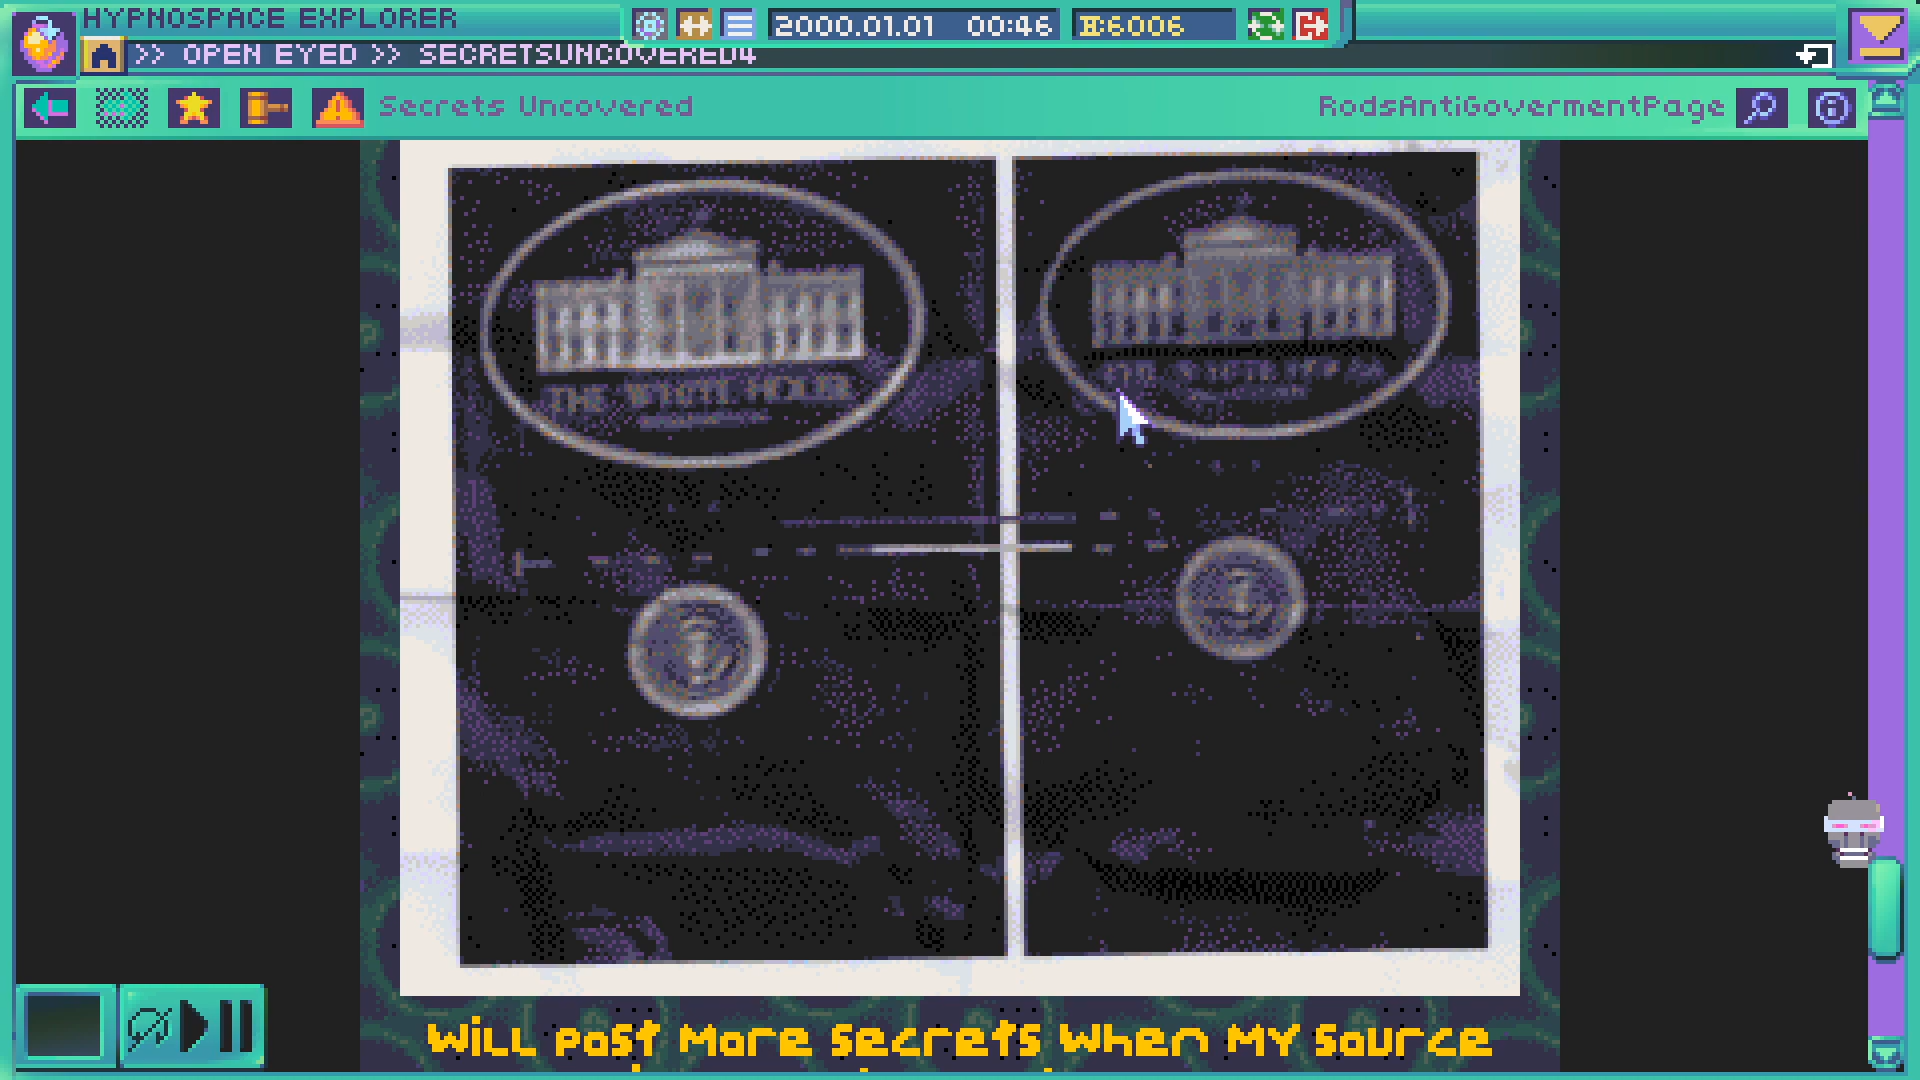 HYPNOSPACE EXPLORER
2000.01.01 00:46
6006
>> OPEN EYED >> SECRETSUNCOVERED4
Secrets Uncovered
RodsAntiGovermentPage
THE WHITE HOUSE
Will post More secrets when MY source